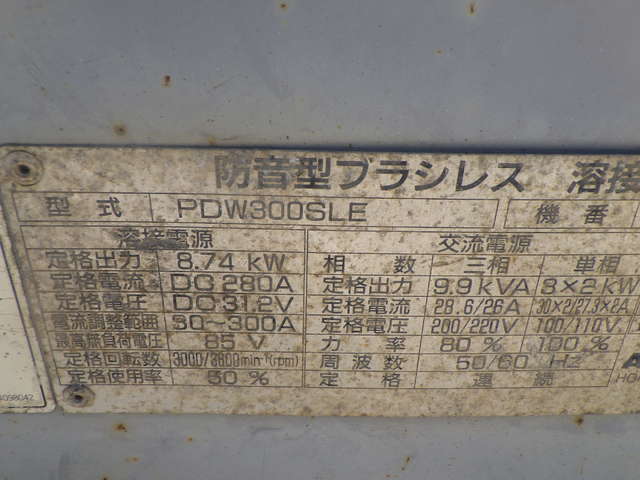 防音型ブラシレス 溶接
型式 PDW300SLE 機番
溶接電源 交流電源
定格出力 8.74 kW 相数 三相 単相
定格電流 DC 280A 定格出力 9.9 kVA 3×2 kW
定格電圧 DC 31.2V 定格電流 28.6/26A 30×2/27.3×2A
電流調整範囲 30～300A 定格電圧 200/220V 100/110V
最高無負荷電圧 85 V 力率 80 % 100 %
定格回転数 3000/3600min⁻¹(rpm) 周波数 50/60 Hz
定格使用率 50 % 定格 連続